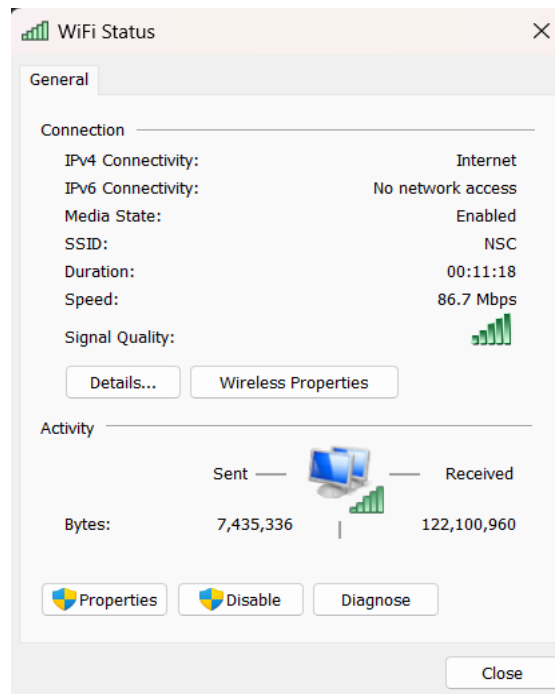 WiFi Status
General
Connection
IPv4 Connectivity: Internet
IPv6 Connectivity: No network access
Media State: Enabled
SSID: NSC
Duration: 00:11:18
Speed: 86.7 Mbps
Signal Quality:
Details... Wireless Properties
Activity
Sent Received
Bytes: 7,435,336 122,100,960
Properties Disable Diagnose
Close